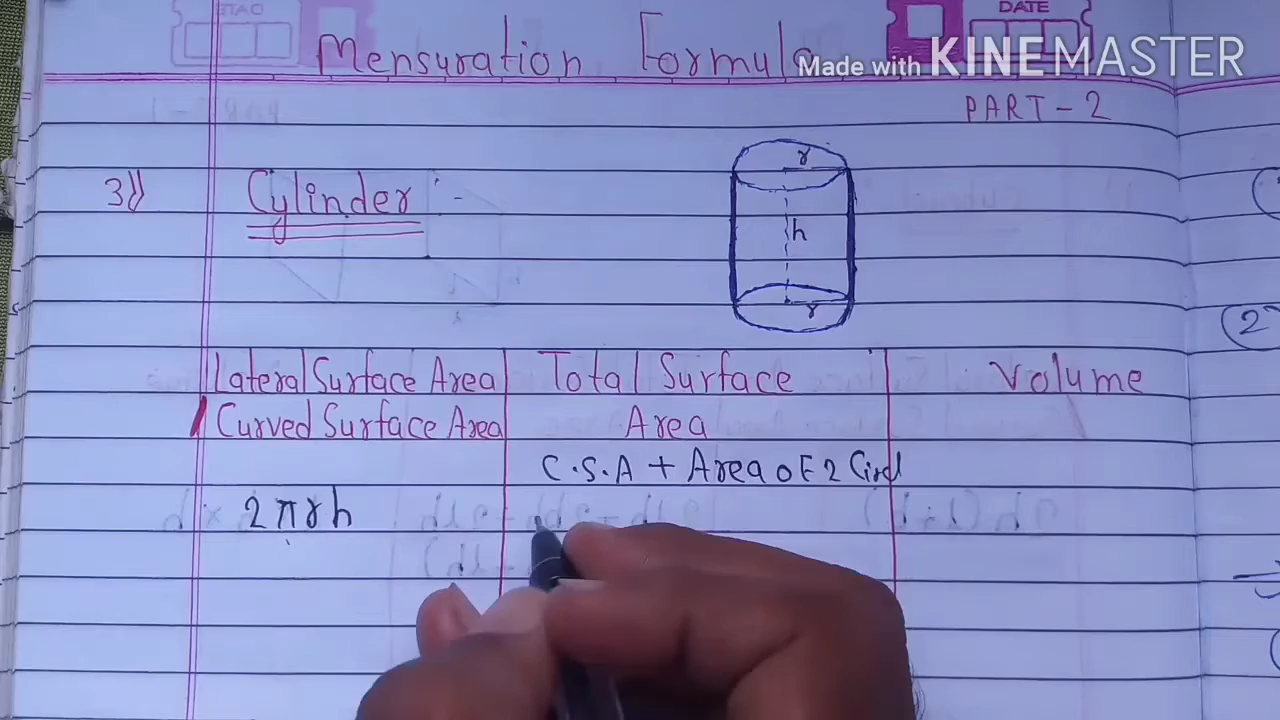 DATE
Mensuration Formula
Made with KINEMASTER
PART-2
3) Cylinder :-
r
h
r
Lateral Surface Area Total Surface Volume
/ Curved Surface Area Area
C.S.A + Area of 2 Circl
2πrh
2